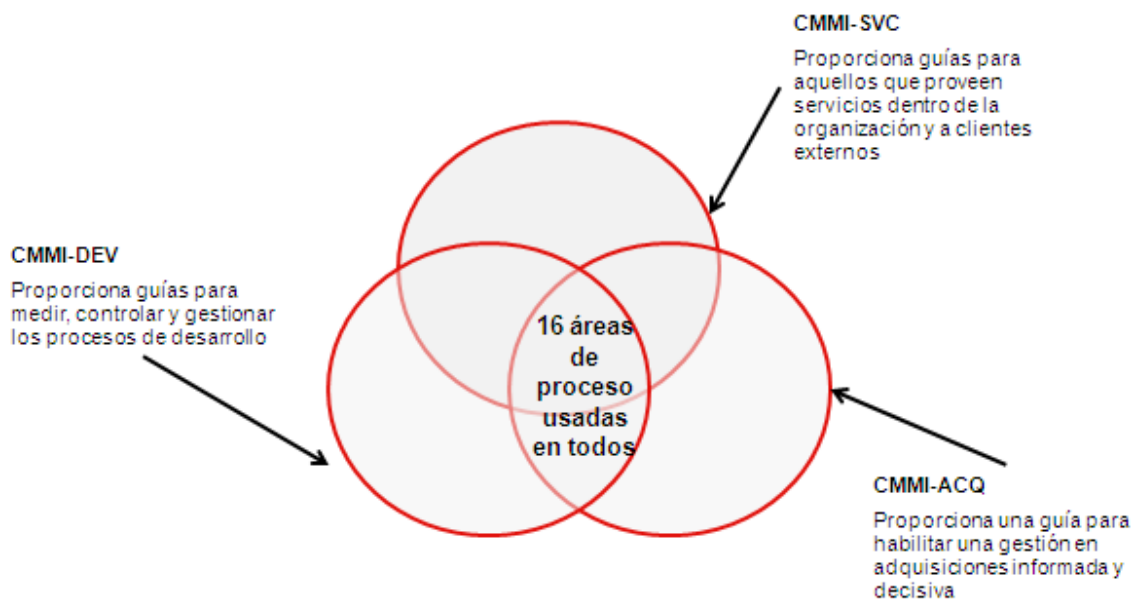 CMMI-SVC
Proporciona guías para
aquellos que proveen
servicios dentro de la
organización y a clientes
externos
CMMI-DEV
Proporciona guías para
medir, controlar y gestionar
los procesos de desarrollo
16 áreas
de
proceso
usadas
en todos
CMMI-ACQ
Proporciona una guía para
habilitar una gestión en
adquisiciones informada y
decisiva